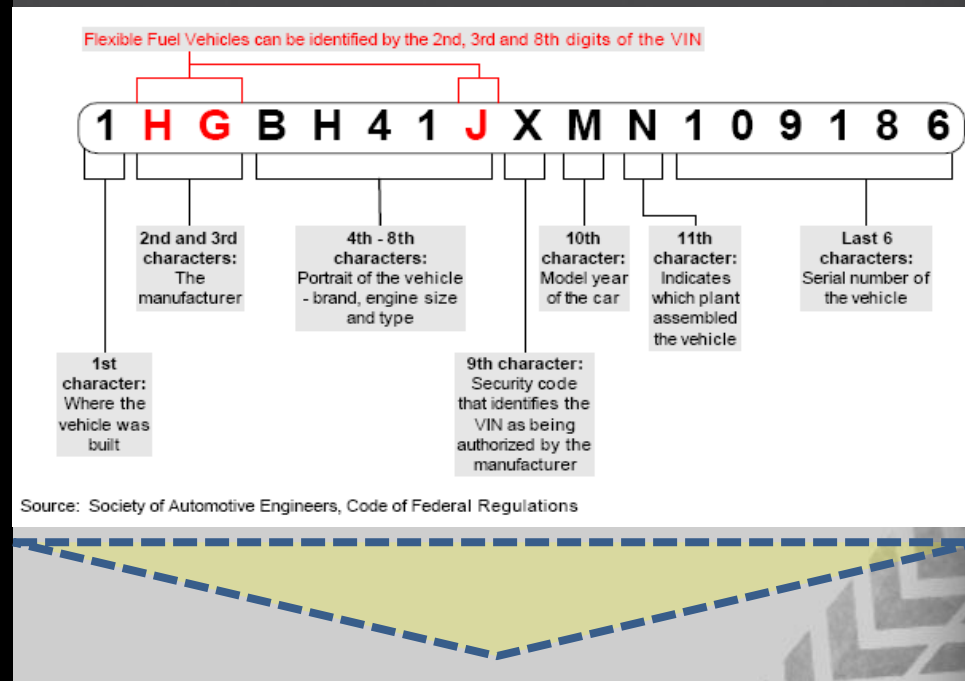 Flexible Fuel Vehicles can be identified by the 2nd, 3rd and 8th digits of the VIN
1 H G B H 4 1 J X M N 1 0 9 1 8 6
2nd and 3rd
characters:
The
manufacturer
4th - 8th
characters:
Portrait of the vehicle
- brand, engine size
and type
10th
character:
Model year
of the car
11th
character:
Indicates
which plant
assembled
the vehicle
Last 6
characters:
Serial number of
the vehicle
1st
character:
Where the
vehicle was
built
9th character:
Security code
that identifies the
VIN as being
authorized by the
manufacturer
Source: Society of Automotive Engineers, Code of Federal Regulations